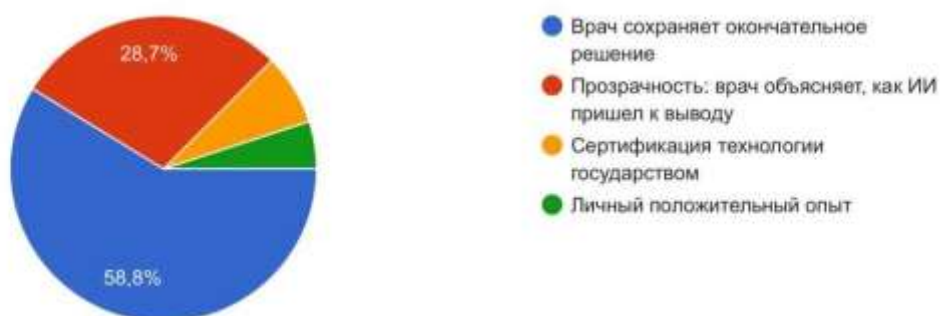 28,7%
58,8%
Врач сохраняет окончательное
решение
Прозрачность: врач объясняет, как ИИ
пришел к выводу
Сертификация технологии
государством
Личный положительный опыт